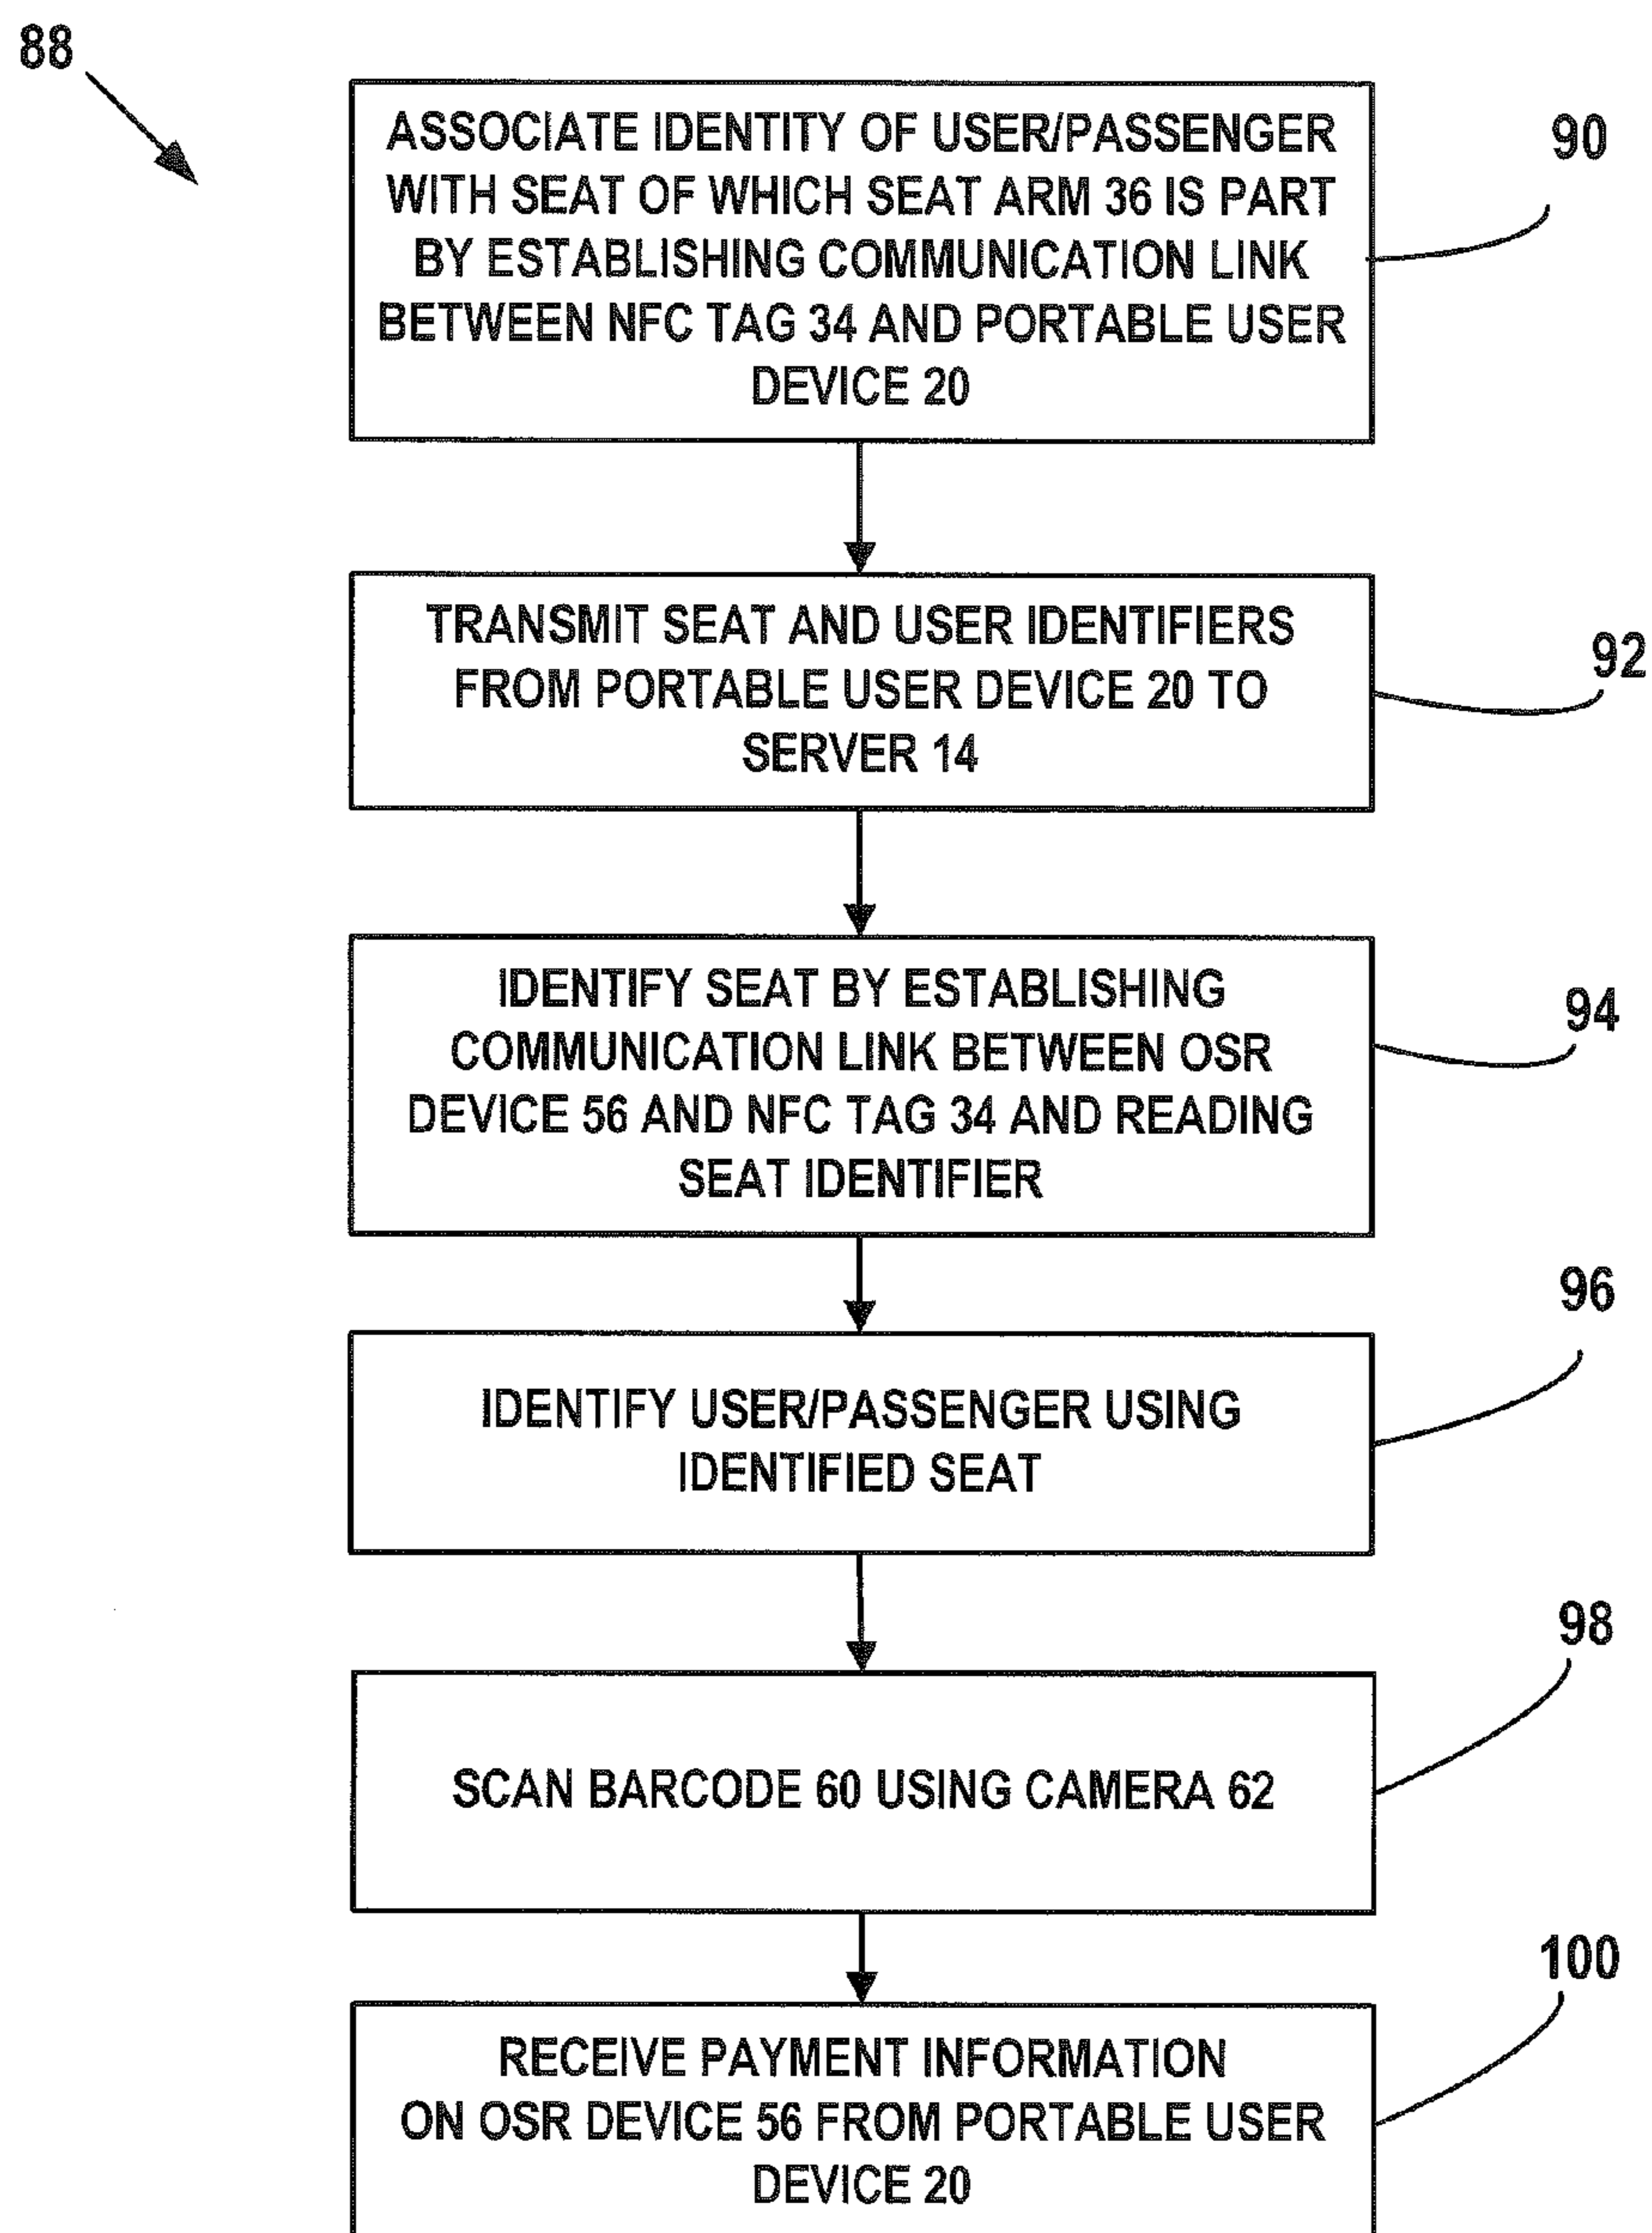 88
ASSOCIATE IDENTITY OF USER/PASSENGER
WITH SEAT OF WHICH SEAT ARM 36 IS PART
BY ESTABLISHING COMMUNICATION LINK
BETWEEN NFC TAG 34 AND PORTABLE USER
DEVICE 20
90
TRANSMIT SEAT AND USER IDENTIFIERS
FROM PORTABLE USER DEVICE 20 TO
SERVER 14
92
IDENTIFY SEAT BY ESTABLISHING
COMMUNICATION LINK BETWEEN OSR
DEVICE 56 AND NFC TAG 34 AND READING
SEAT IDENTIFIER
94
IDENTIFY USER/PASSENGER USING
IDENTIFIED SEAT
96
SCAN BARCODE 60 USING CAMERA 62
98
RECEIVE PAYMENT INFORMATION
ON OSR DEVICE 56 FROM PORTABLE USER
DEVICE 20
100